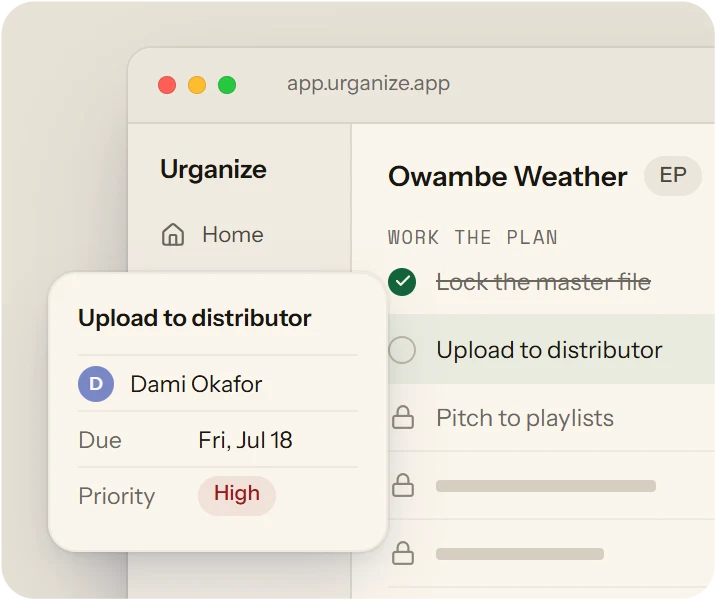 app.urganize.app
Urganize
Home
Owambe Weather EP
WORK THE PLAN
Lock the master file
Upload to distributor
Pitch to playlists
Upload to distributor
D Dami Okafor
Due Fri, Jul 18
Priority High